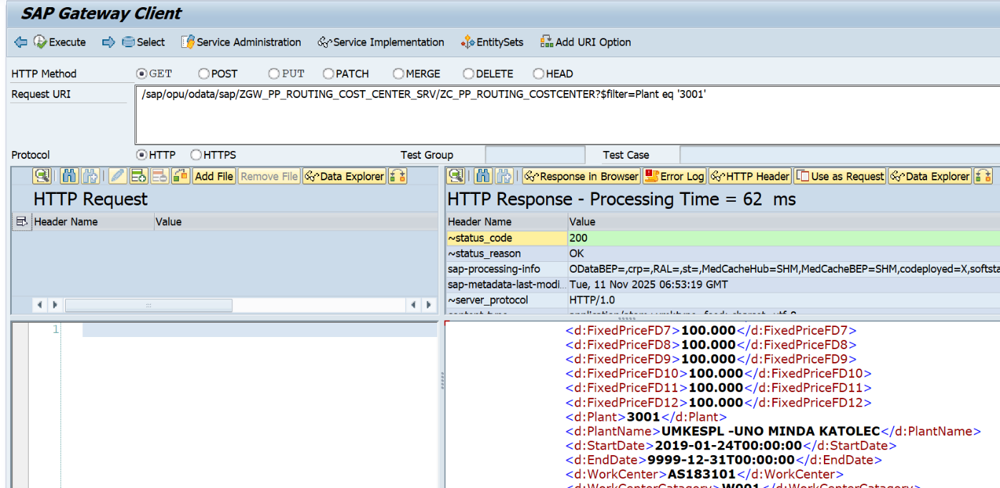 SAP Gateway Client
Execute Select Service Administration Service Implementation EntitySets Add URI Option
HTTP Method GET POST PUT PATCH MERGE DELETE HEAD
Request URI /sap/opu/odata/sap/ZGW_PP_ROUTING_COST_CENTER_SRV/ZC_PP_ROUTING_COSTCENTER?$filter=Plant eq '3001'
Protocol HTTP HTTPS Test Group Test Case
Add File Remove File Data Explorer
HTTP Request
Header Name Value
1
Response in Browser Error Log HTTP Header Use as Request Data Explorer
HTTP Response - Processing Time = 62 ms
Header Name Value
~status_code 200
~status_reason OK
sap-processing-info ODataBEP=,crp=,RAL=,st=,MedCacheHub=SHM,MedCacheBEP=SHM,codeployed=X,softsta
sap-metadata-last-modi... Tue, 11 Nov 2025 06:53:19 GMT
~server_protocol HTTP/1.0
<d:FixedPriceFD7>100.000</d:FixedPriceFD7>
<d:FixedPriceFD8>100.000</d:FixedPriceFD8>
<d:FixedPriceFD9>100.000</d:FixedPriceFD9>
<d:FixedPriceFD10>100.000</d:FixedPriceFD10>
<d:FixedPriceFD11>100.000</d:FixedPriceFD11>
<d:FixedPriceFD12>100.000</d:FixedPriceFD12>
<d:Plant>3001</d:Plant>
<d:PlantName>UMKESPL -UNO MINDA KATOLEC</d:PlantName>
<d:StartDate>2019-01-24T00:00:00</d:StartDate>
<d:EndDate>9999-12-31T00:00:00</d:EndDate>
<d:WorkCenter>AS183101</d:WorkCenter>
<d:WorkCenterCatagory>W001</d:WorkCenterCatagory>